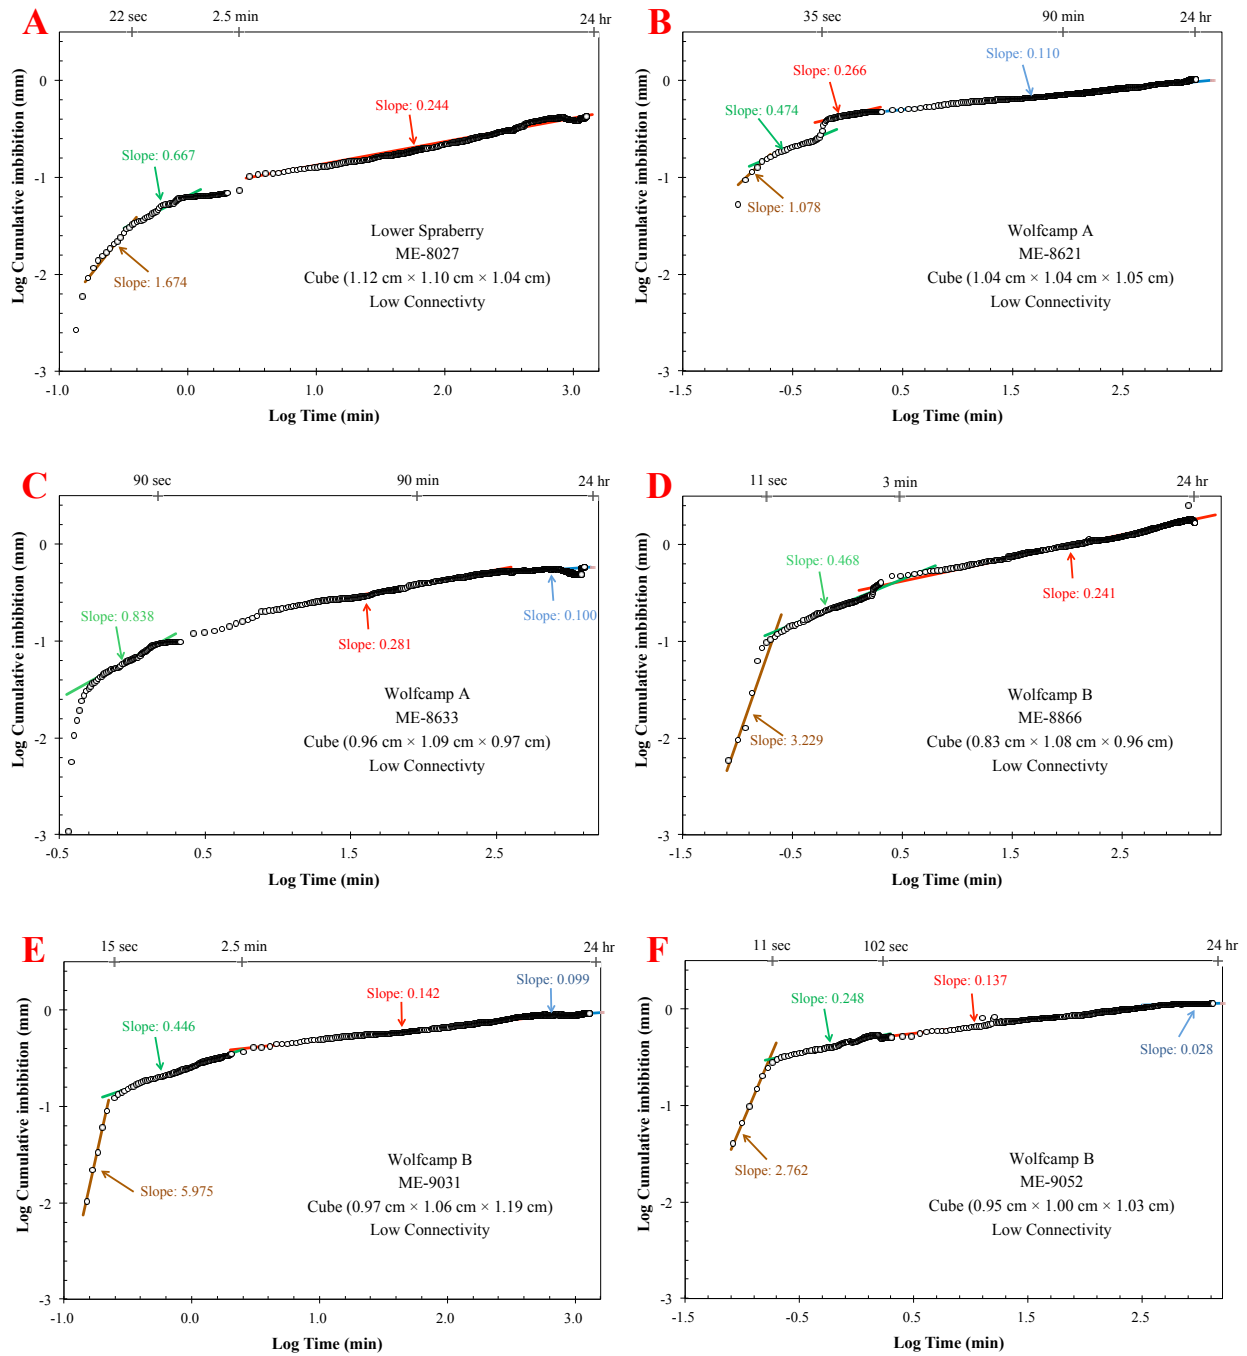 A
22 sec 2.5 min 24 hr
0
-1
-2
-3
Log Cumulative imbibition (mm)
Slope: 0.244
Slope: 0.667
Slope: 1.674
Lower Spraberry
ME-8027
Cube (1.12 cm × 1.10 cm × 1.04 cm)
Low Connectivity
-1.0 0.0 1.0 2.0 3.0
Log Time (min)
B
35 sec 90 min 24 hr
0
-1
-2
-3
Log Cumulative imbibition (mm)
Slope: 0.110
Slope: 0.266
Slope: 0.474
Slope: 1.078
Wolfcamp A
ME-8621
Cube (1.04 cm × 1.04 cm × 1.05 cm)
Low Connectivity
-1.5 -0.5 0.5 1.5 2.5
Log Time (min)
C
90 sec 90 min 24 hr
0
-1
-2
-3
Log Cumulative imbibition (mm)
Slope: 0.838
Slope: 0.281
Slope: 0.100
Wolfcamp A
ME-8633
Cube (0.96 cm × 1.09 cm × 0.97 cm)
Low Connectivty
-0.5 0.5 1.5 2.5
Log Time (min)
D
11 sec 3 min 24 hr
0
-1
-2
-3
Log Cumulative imbibition (mm)
Slope: 0.468
Slope: 0.241
Slope: 3.229
Wolfcamp B
ME-8866
Cube (0.83 cm × 1.08 cm × 0.96 cm)
Low Connectivty
-1.5 -0.5 0.5 1.5 2.5
Log Time (min)
E
15 sec 2.5 min 24 hr
0
-1
-2
-3
Log Cumulative imbibition (mm)
Slope: 0.099
Slope: 0.142
Slope: 0.446
Slope: 5.975
Wolfcamp B
ME-9031
Cube (0.97 cm × 1.06 cm × 1.19 cm)
Low Connectivity
-1.0 0.0 1.0 2.0 3.0
Log Time (min)
F
11 sec 102 sec 24 hr
0
-1
-2
-3
Log Cumulative imbibition (mm)
Slope: 0.137
Slope: 0.248
Slope: 0.028
Slope: 2.762
Wolfcamp B
ME-9052
Cube (0.95 cm × 1.00 cm × 1.03 cm)
Low Connectivity
-1.5 -0.5 0.5 1.5 2.5
Log Time (min)